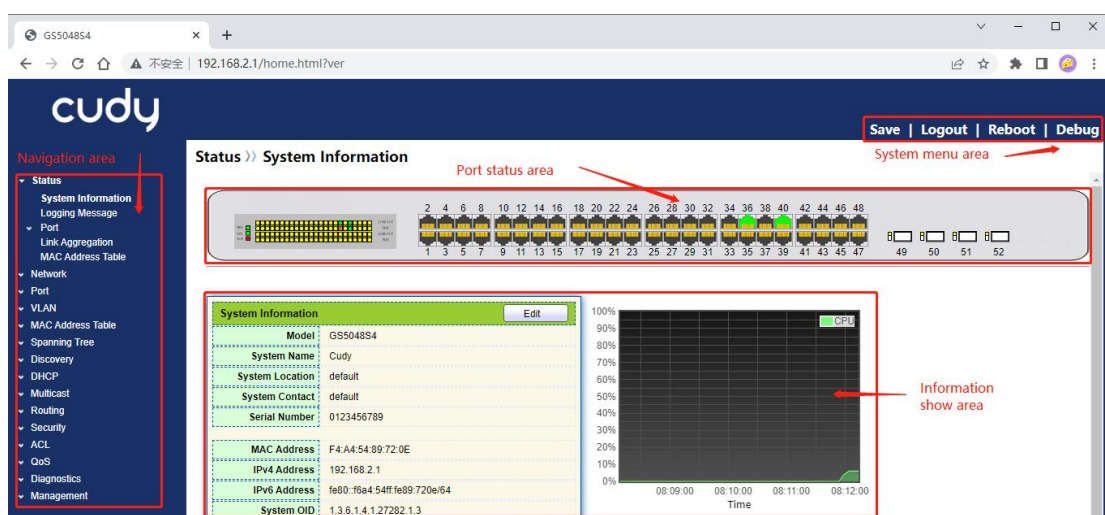 GS5048S4
不安全 | 192.168.2.1/home.html?ver
cudy
Save | Logout | Reboot | Debug
Navigation area
System menu area
Status >> System Information
Port status area
Status
System Information
Logging Message
Port
Link Aggregation
MAC Address Table
Network
Port
VLAN
MAC Address Table
Spanning Tree
Discovery
DHCP
Multicast
Routing
Security
ACL
QoS
Diagnostics
Management
2 4 6 8 10 12 14 16 18 20 22 24 26 28 30 32 34 36 38 40 42 44 46 48
1 3 5 7 9 11 13 15 17 19 21 23 25 27 29 31 33 35 37 39 41 43 45 47 49 50 51 52
System Information Edit
Model GS5048S4
System Name Cudy
System Location default
System Contact default
Serial Number 0123456789
MAC Address F4:A4:54:89:72:0E
IPv4 Address 192.168.2.1
IPv6 Address fe80::f6a4:54ff:fe89:720e/64
System OID 1.3.6.1.4.1.27282.1.3
CPU
100%
90%
80%
70%
60%
50%
40%
30%
20%
10%
0%
08:09:00 08:10:00 08:11:00 08:12:00
Time
Information
show area